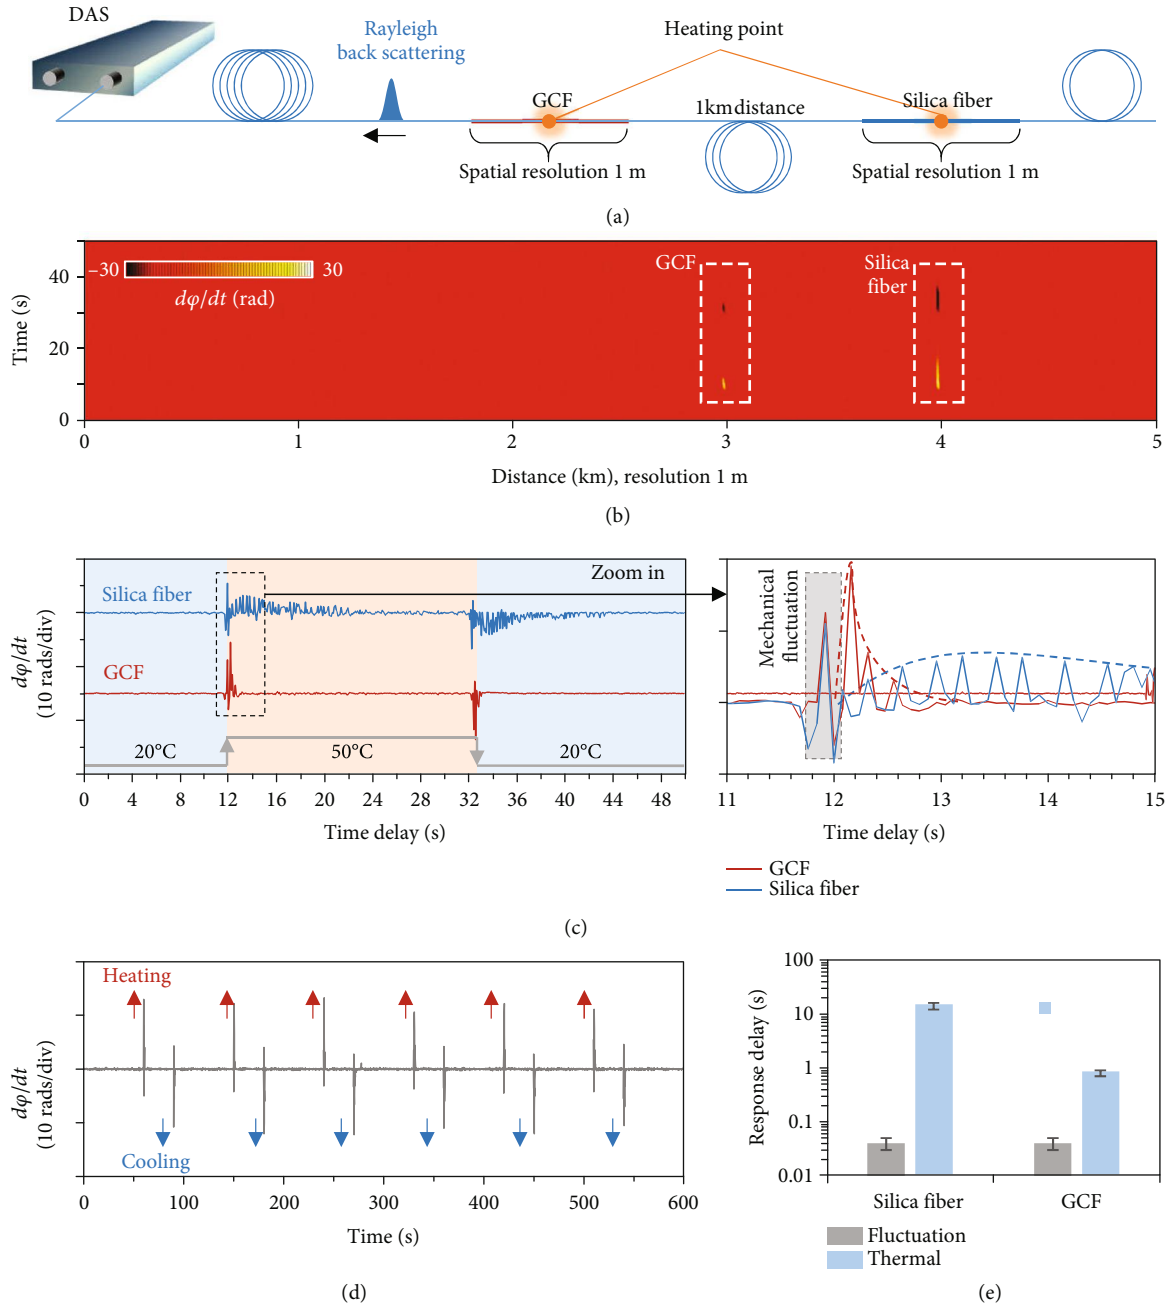 DAS
Rayleigh
back scattering
Heating point
GCF
1km distance
Silica fiber
Spatial resolution 1 m
Spatial resolution 1 m
(a)
Time (s)
40
20
0
–30
30
dφ/dt (rad)
GCF
Silica
fiber
0
1
2
3
4
5
Distance (km), resolution 1 m
(b)
dφ/dt
(10 rads/div)
Silica fiber
GCF
Zoom in
20°C
50°C
20°C
0 4 8 12 16 20 24 28 32 36 40 44 48
Time delay (s)
Mechanical
fluctuation
11 12 13 14 15
Time delay (s)
GCF
Silica fiber
(c)
dφ/dt
(10 rads/div)
Heating
Cooling
0 100 200 300 400 500 600
Time (s)
(d)
Response delay (s)
100
10
1
0.1
0.01
Silica fiber
GCF
Fluctuation
Thermal
(e)